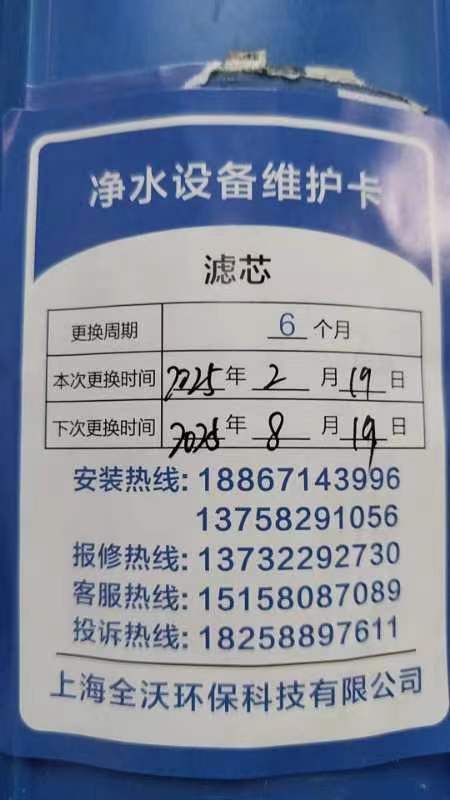 净水设备维护卡
滤芯
更换周期 6 个月
本次更换时间 2025 年 2 月 19 日
下次更换时间 2025 年 8 月 19 日
安装热线: 18867143996
13758291056
报修热线: 13732292730
客服热线: 15158087089
投诉热线: 18258897611
上海全沃环保科技有限公司